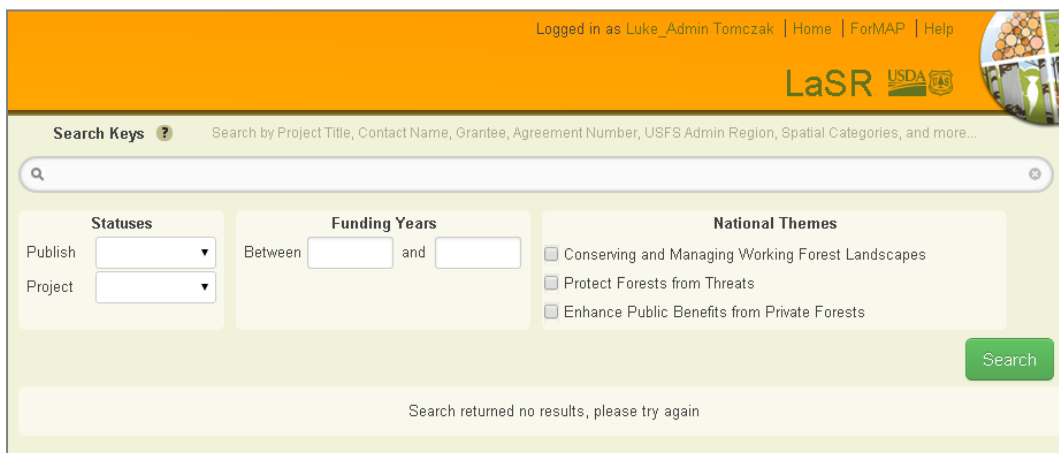 Logged in as Luke_Admin Tomczak | Home | ForMAP | Help
LaSR USDA UAS
Search Keys ? Search by Project Title, Contact Name, Grantee, Agreement Number, USFS Admin Region, Spatial Categories, and more...
Statuses Funding Years National Themes
Publish Between and Conserving and Managing Working Forest Landscapes
Project Protect Forests from Threats
Enhance Public Benefits from Private Forests
Search
Search returned no results, please try again